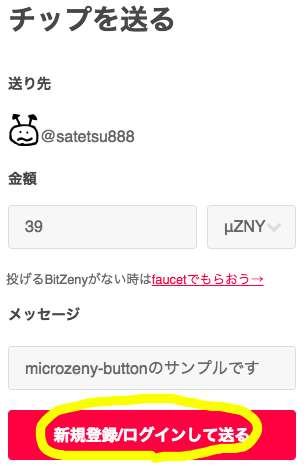 チップを送る
送り先
@satetsu888
金額
39
μZNY
投げるBitZenyがない時はfaucetでもらおう→
メッセージ
microzeny-buttonのサンプルです
新規登録/ログインして送る